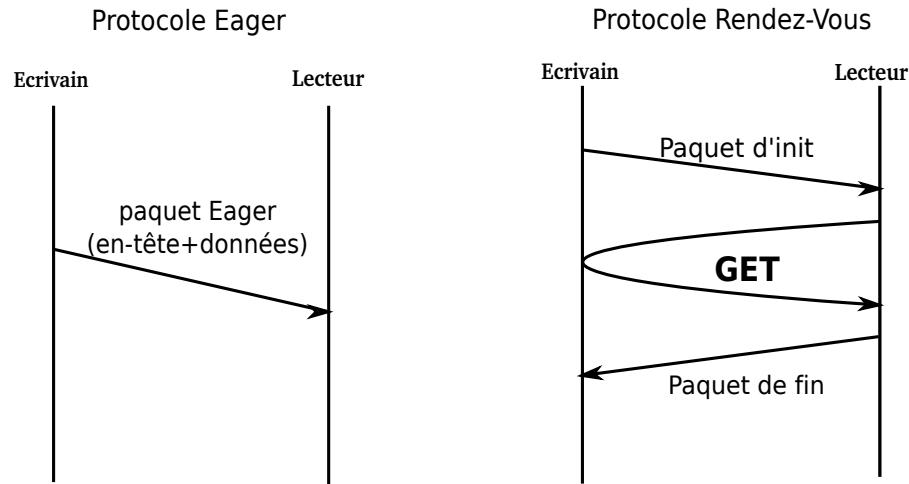 Protocole Eager
Ecrivain
Lecteur
paquet Eager
(en-tête+données)
Protocole Rendez-Vous
Ecrivain
Lecteur
Paquet d'init
GET
Paquet de fin